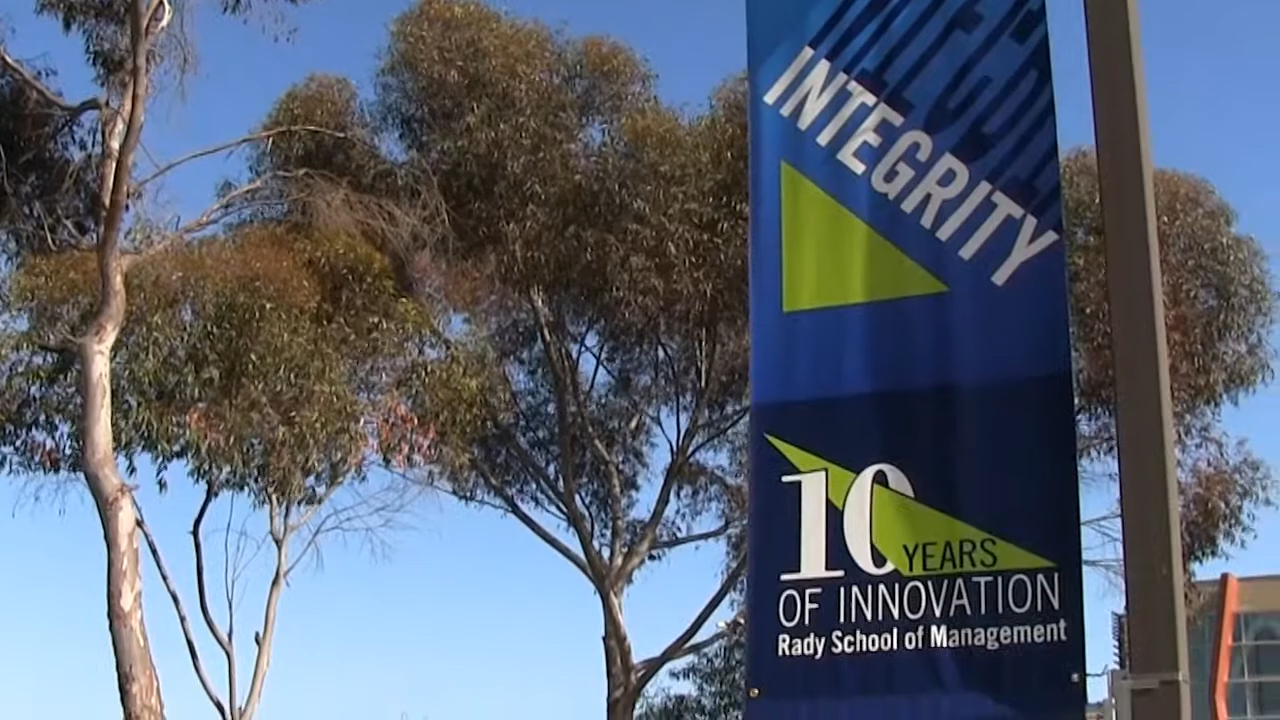 INTEGRITY
10
YEARS
OF INNOVATION
Rady School of Management